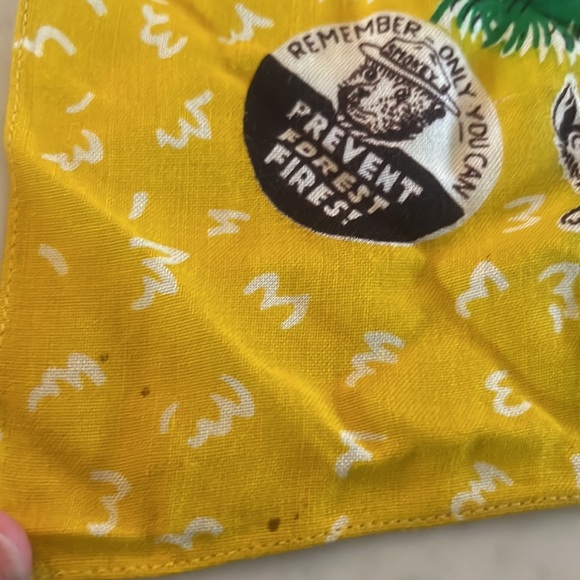 REMEMBER - ONLY YOU CAN
SMOKEY
PREVENT
FOREST
FIRES!